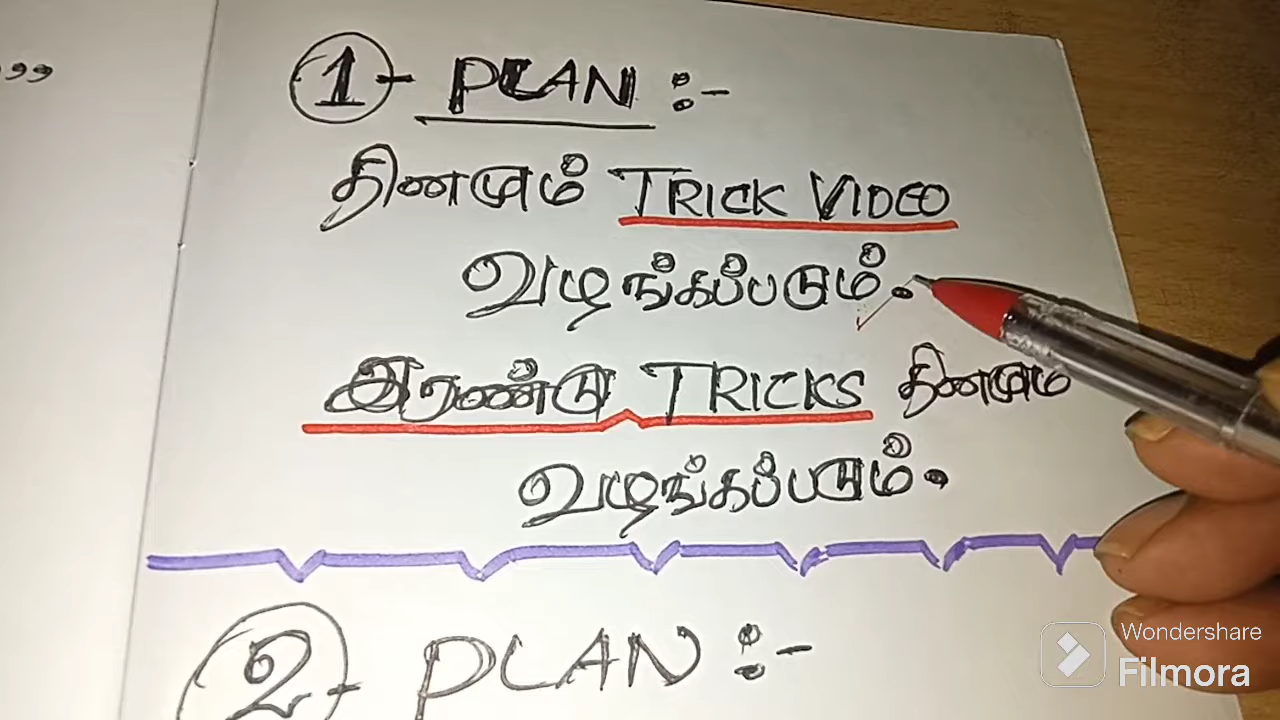 ,,
① - PLAN :-
தினமும் TRICK VIDEO
வழங்கப்படும்.
இரண்டு TRICKS தினமும்
வழங்கப்படும்.
② - PLAN :-
Wondershare
Filmora